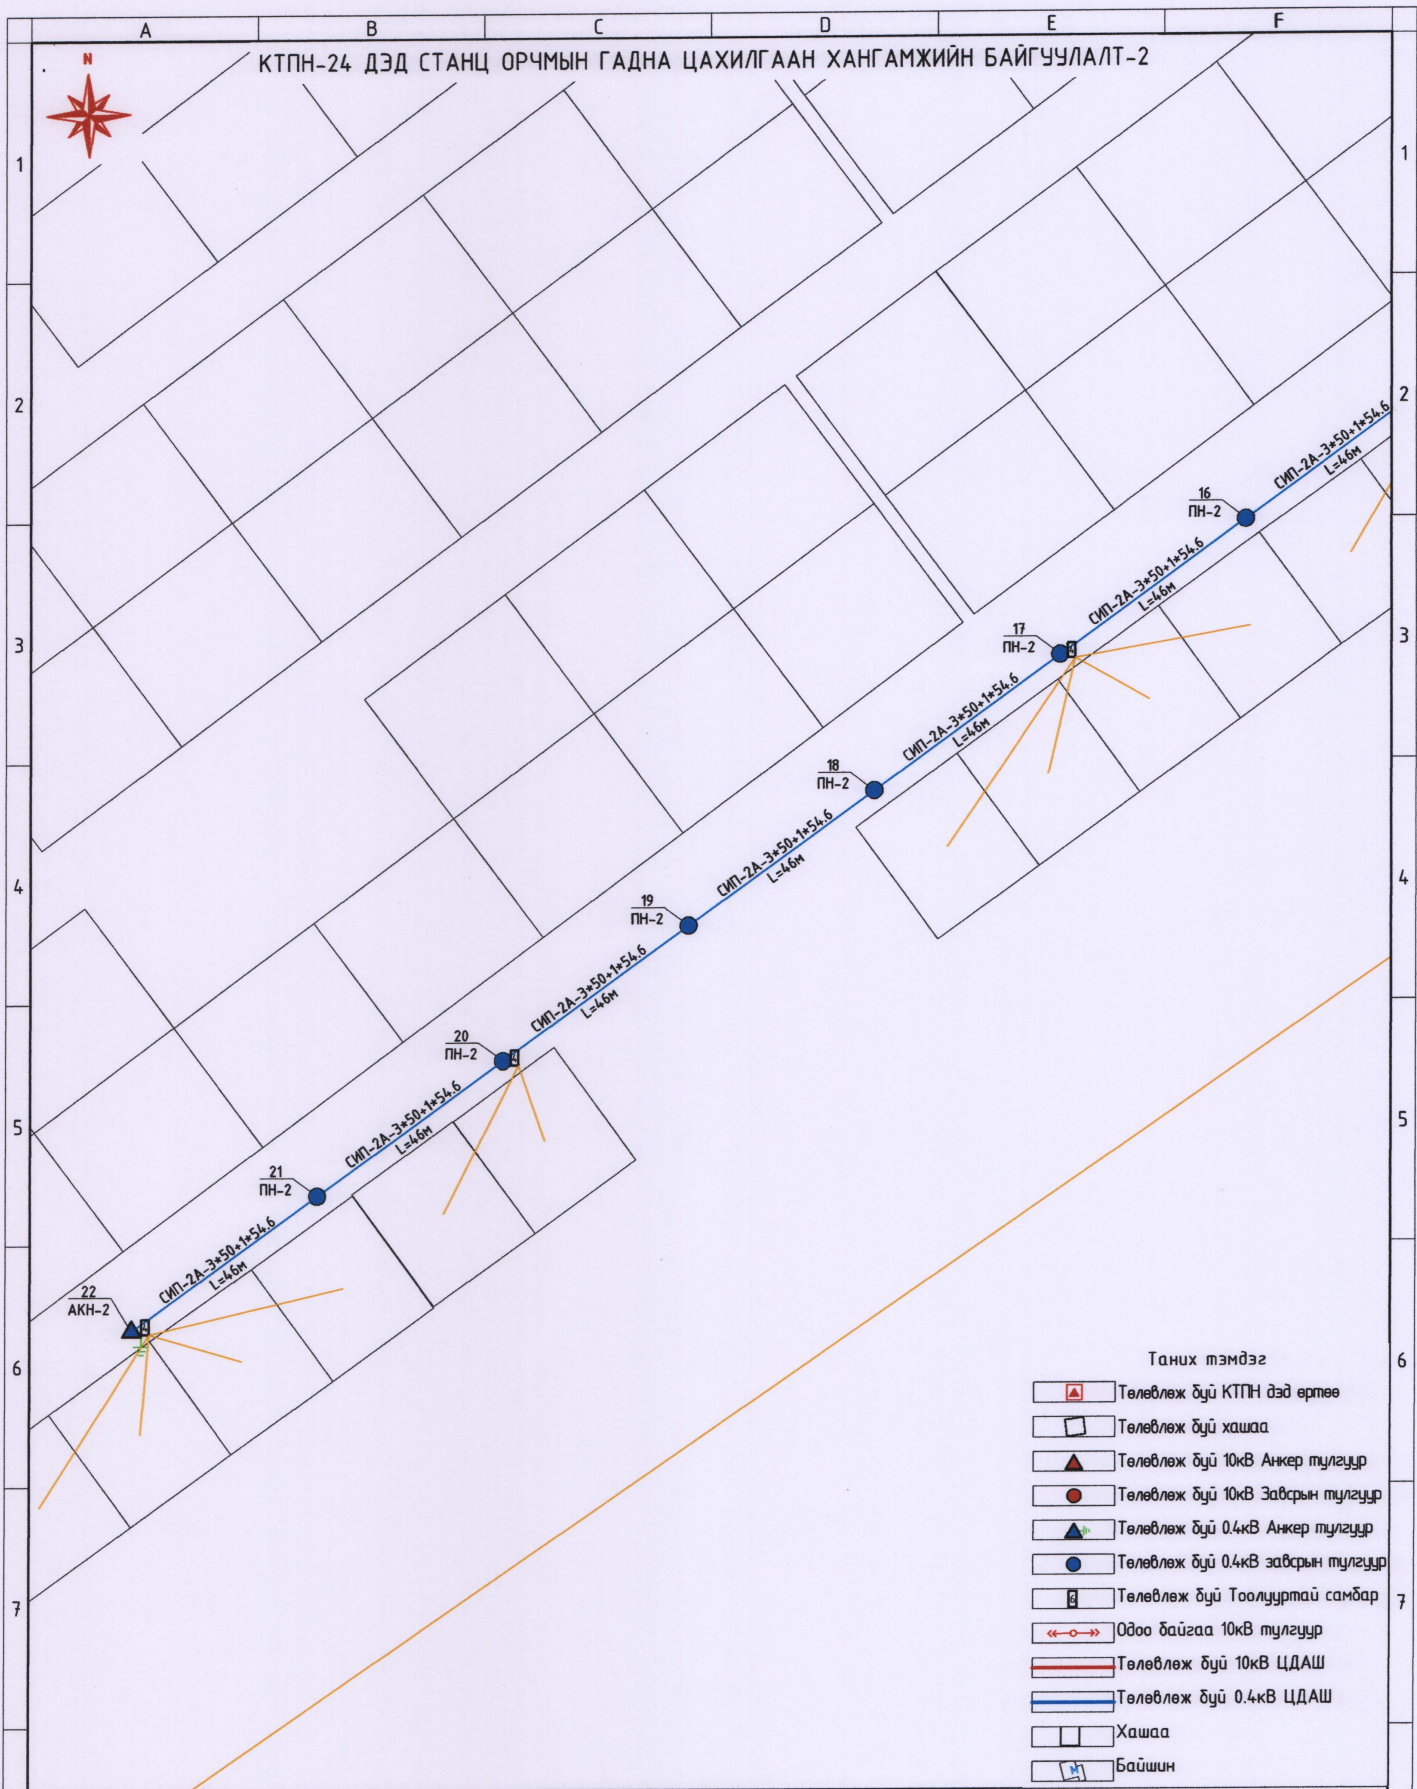 A B C D E F
КТПН-24 ДЭД СТАНЦ ОРЧМЫН ГАДНА ЦАХИЛГААН ХАНГАМЖИЙН БАЙГУУЛАЛТ-2
N
1 1
2 2
СИП-2А-3*50+1*54.6
L=46м
16
ПН-2
СИП-2А-3*50+1*54.6
L=46м
3 3
17
ПН-2
4
СИП-2А-3*50+1*54.6
L=46м
18
ПН-2
СИП-2А-3*50+1*54.6
L=46м
4 4
19
ПН-2
СИП-2А-3*50+1*54.6
L=46м
20
ПН-2
СИП-2А-3*50+1*54.6
L=46м
5 5
21
ПН-2
СИП-2А-3*50+1*54.6
L=46м
22
АКН-2
6 6
Таних тэмдэг
Төлөвлөж буй КТПН дэд өртөө
Төлөвлөж буй хашаа
Төлөвлөж буй 10кВ Анкер тулгуур
Төлөвлөж буй 10кВ Завсрын тулгуур
Төлөвлөж буй 0.4кВ Анкер тулгуур
Төлөвлөж буй 0.4кВ завсрын тулгуур
6 Төлөвлөж буй Тоолууртай самбар
7 7
Одоо байгаа 10кВ тулгуур
Төлөвлөж буй 10кВ ЦДАШ
Төлөвлөж буй 0.4кВ ЦДАШ
Хашаа
М Байшин